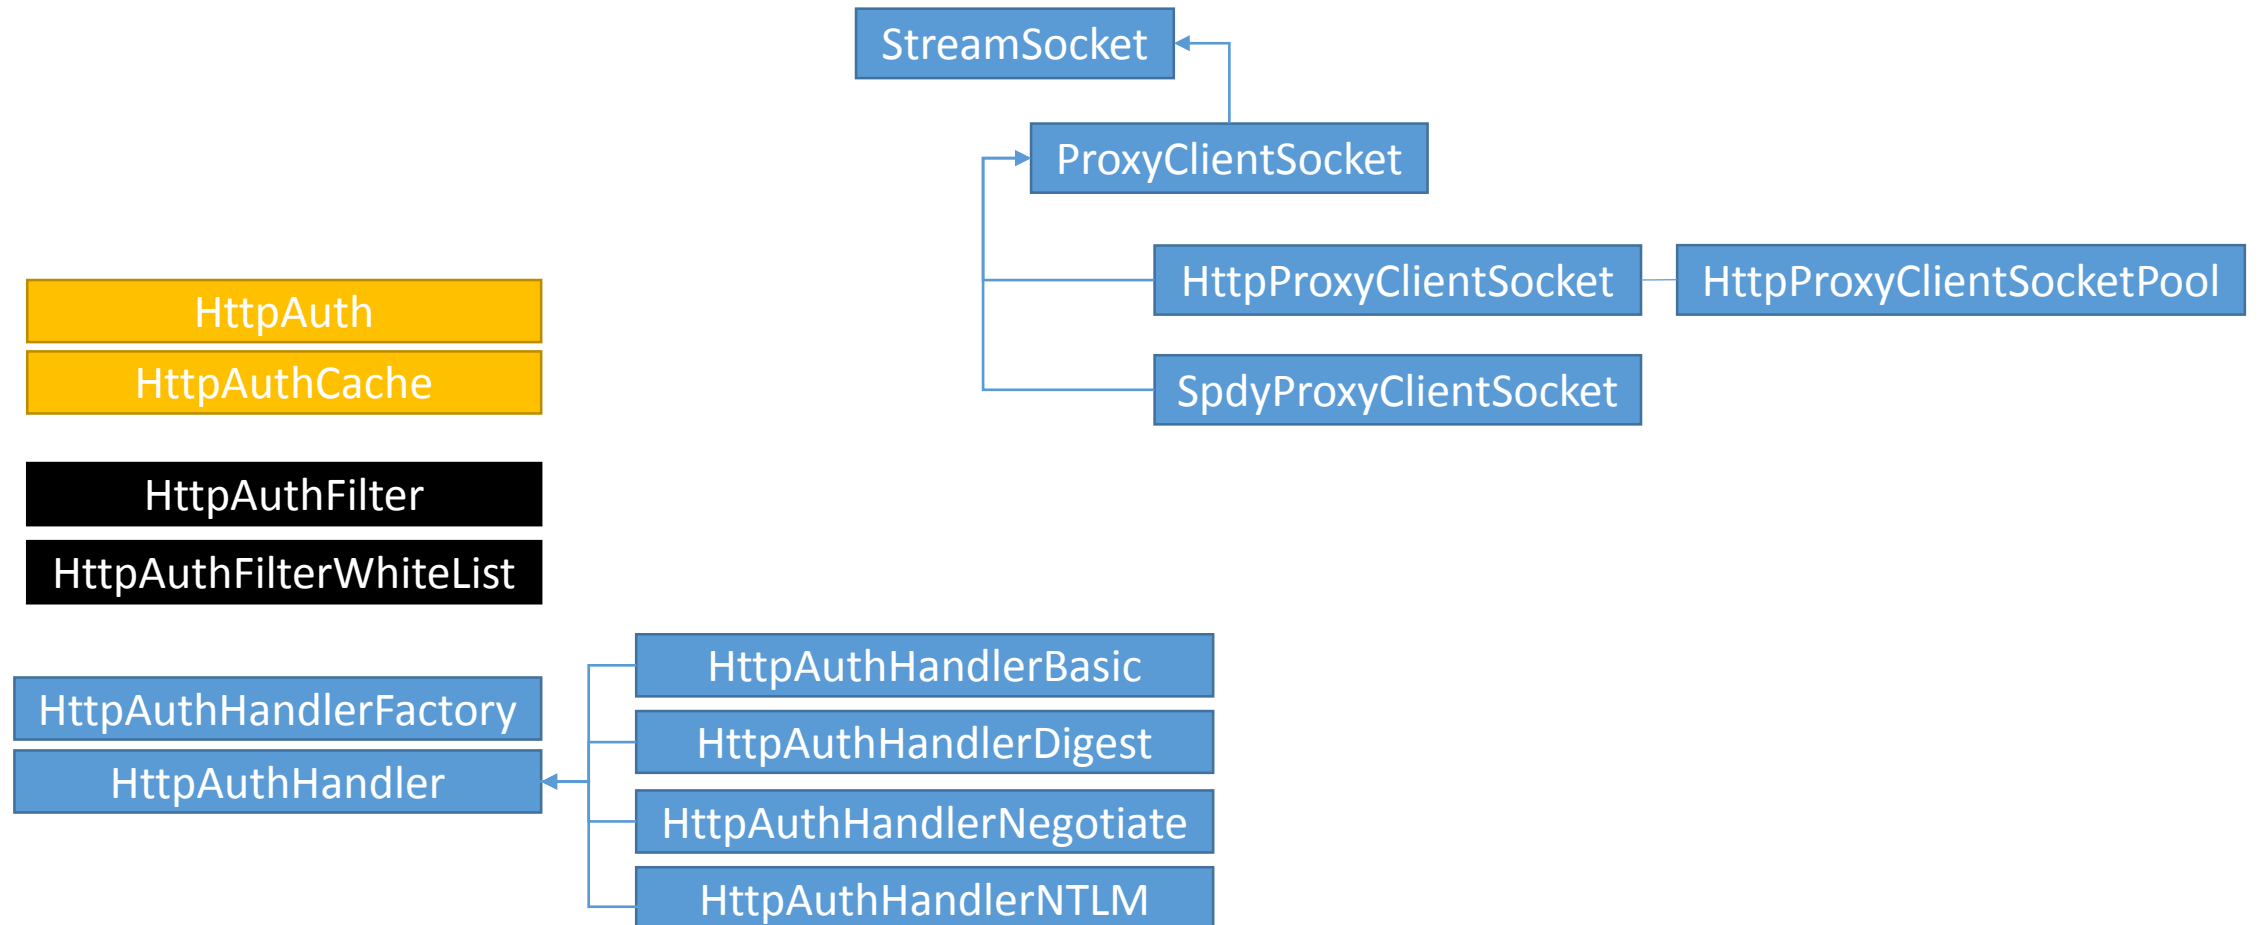 StreamSocket
ProxyClientSocket
HttpProxyClientSocket
HttpProxyClientSocketPool
SpdyProxyClientSocket
HttpAuth
HttpAuthCache
HttpAuthFilter
HttpAuthFilterWhiteList
HttpAuthHandlerFactory
HttpAuthHandler
HttpAuthHandlerBasic
HttpAuthHandlerDigest
HttpAuthHandlerNegotiate
HttpAuthHandlerNTLM